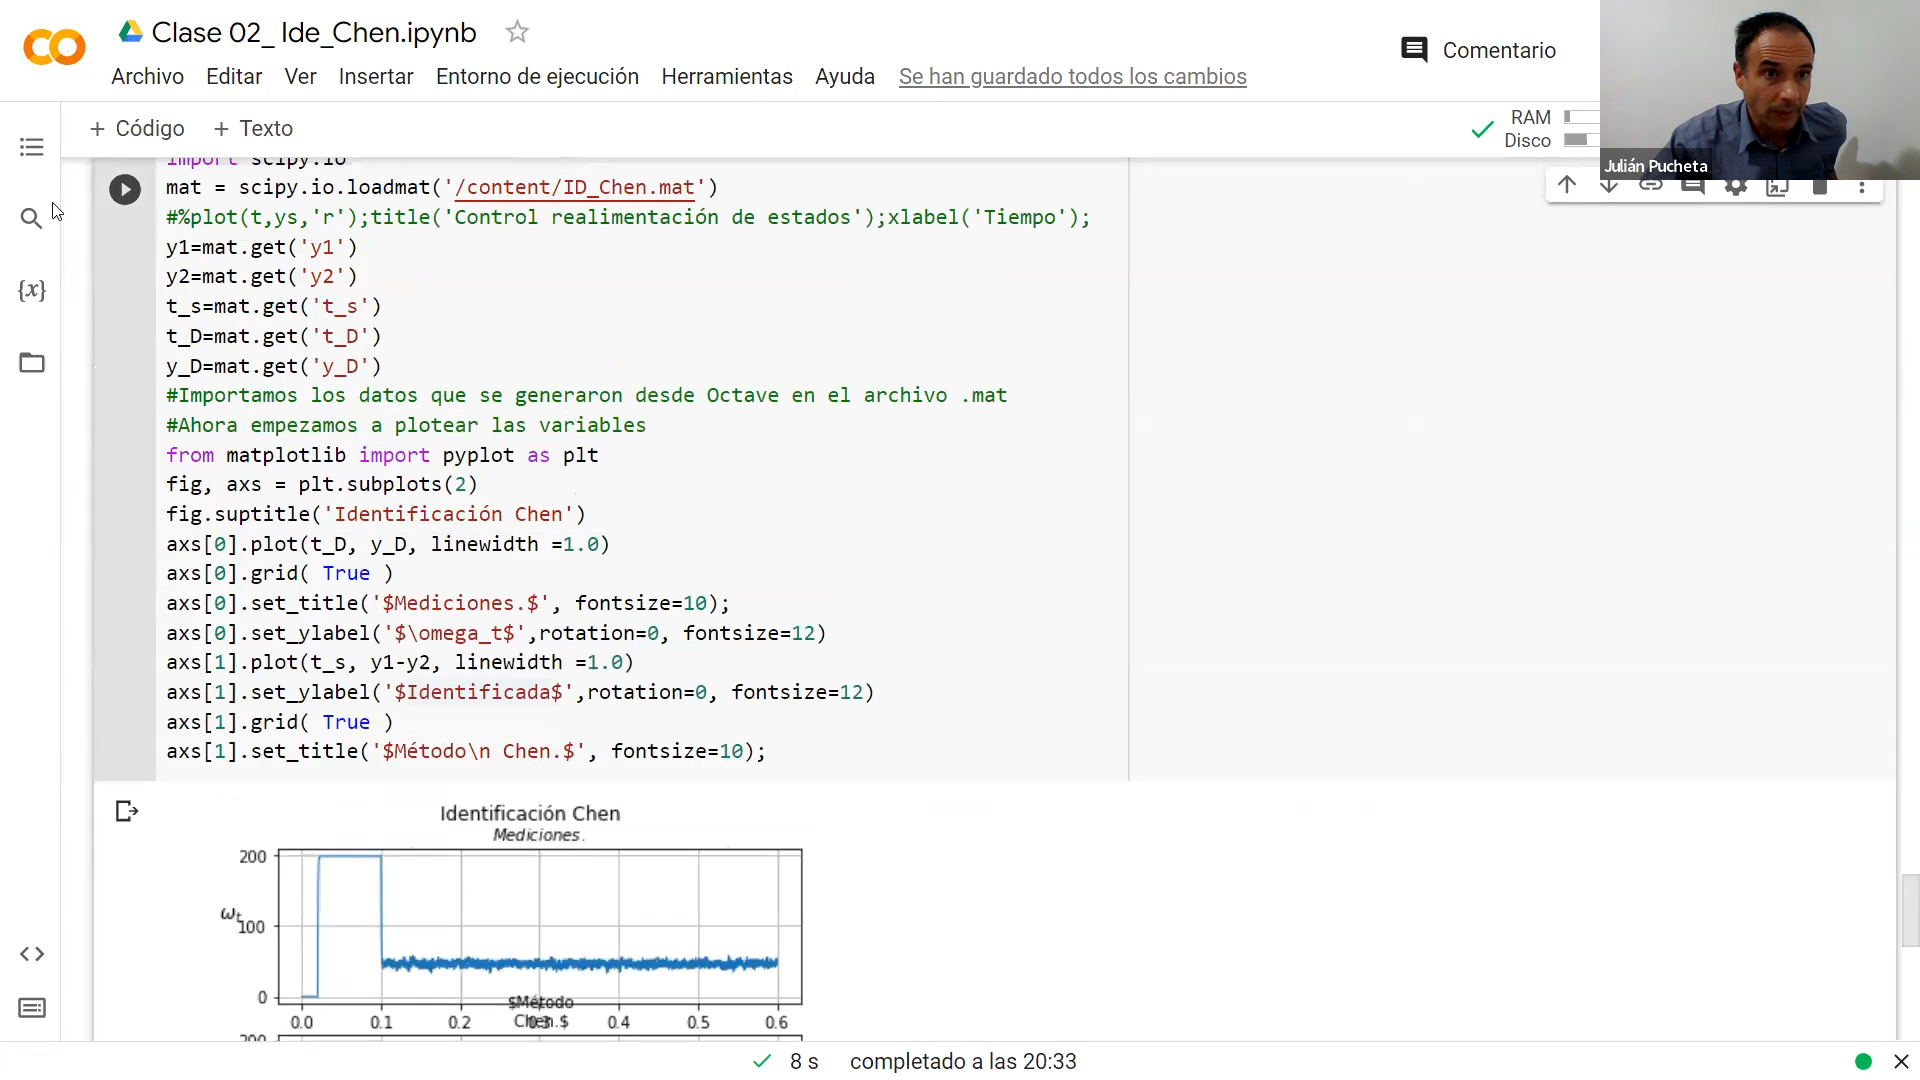 Clase 02_ Ide_Chen.ipynb
Archivo Editar Ver Insertar Entorno de ejecución Herramientas Ayuda Se han guardado todos los cambios
Comentario
+ Código + Texto
RAM
Disco
Julián Pucheta
import scipy.io
mat = scipy.io.loadmat('/content/ID_Chen.mat')
#%plot(t,ys,'r');title('Control realimentación de estados');xlabel('Tiempo');
y1=mat.get('y1')
y2=mat.get('y2')
t_s=mat.get('t_s')
t_D=mat.get('t_D')
y_D=mat.get('y_D')
#Importamos los datos que se generaron desde Octave en el archivo .mat
#Ahora empezamos a plotear las variables
from matplotlib import pyplot as plt
fig, axs = plt.subplots(2)
fig.suptitle('Identificación Chen')
axs[0].plot(t_D, y_D, linewidth =1.0)
axs[0].grid( True )
axs[0].set_title('$Mediciones.$', fontsize=10);
axs[0].set_ylabel('$\omega_t$',rotation=0, fontsize=12)
axs[1].plot(t_s, y1-y2, linewidth =1.0)
axs[1].set_ylabel('$Identificada$',rotation=0, fontsize=12)
axs[1].grid( True )
axs[1].set_title('$Método\n Chen.$', fontsize=10);
Identificación Chen
Mediciones.
200
ωt
100
0
$Método
Chen.$
0.0 0.1 0.2 0.3 0.4 0.5 0.6
200
8 s completado a las 20:33